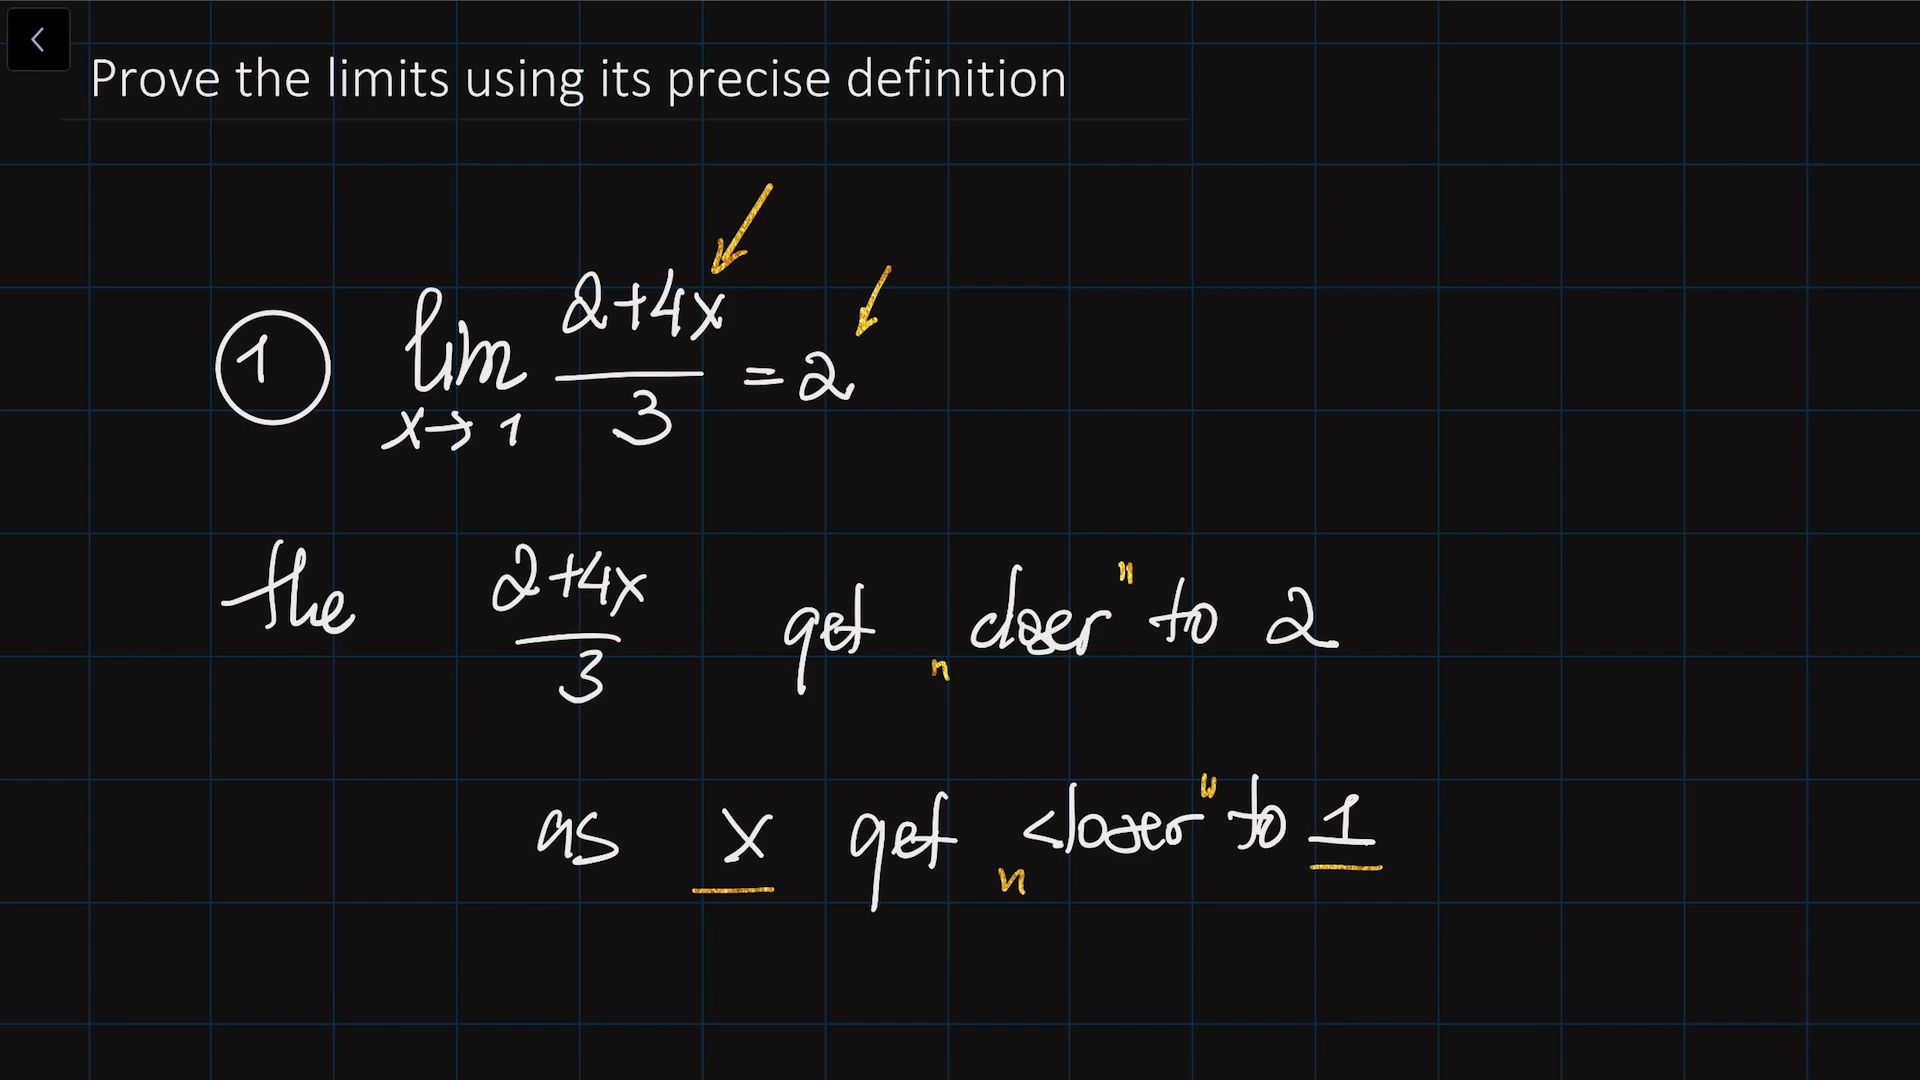 Prove the limits using its precise definition
1 lim x→1 (2+4x)/3 = 2
the (2+4x)/3 get "closer" to 2
as x get "closer" to 1